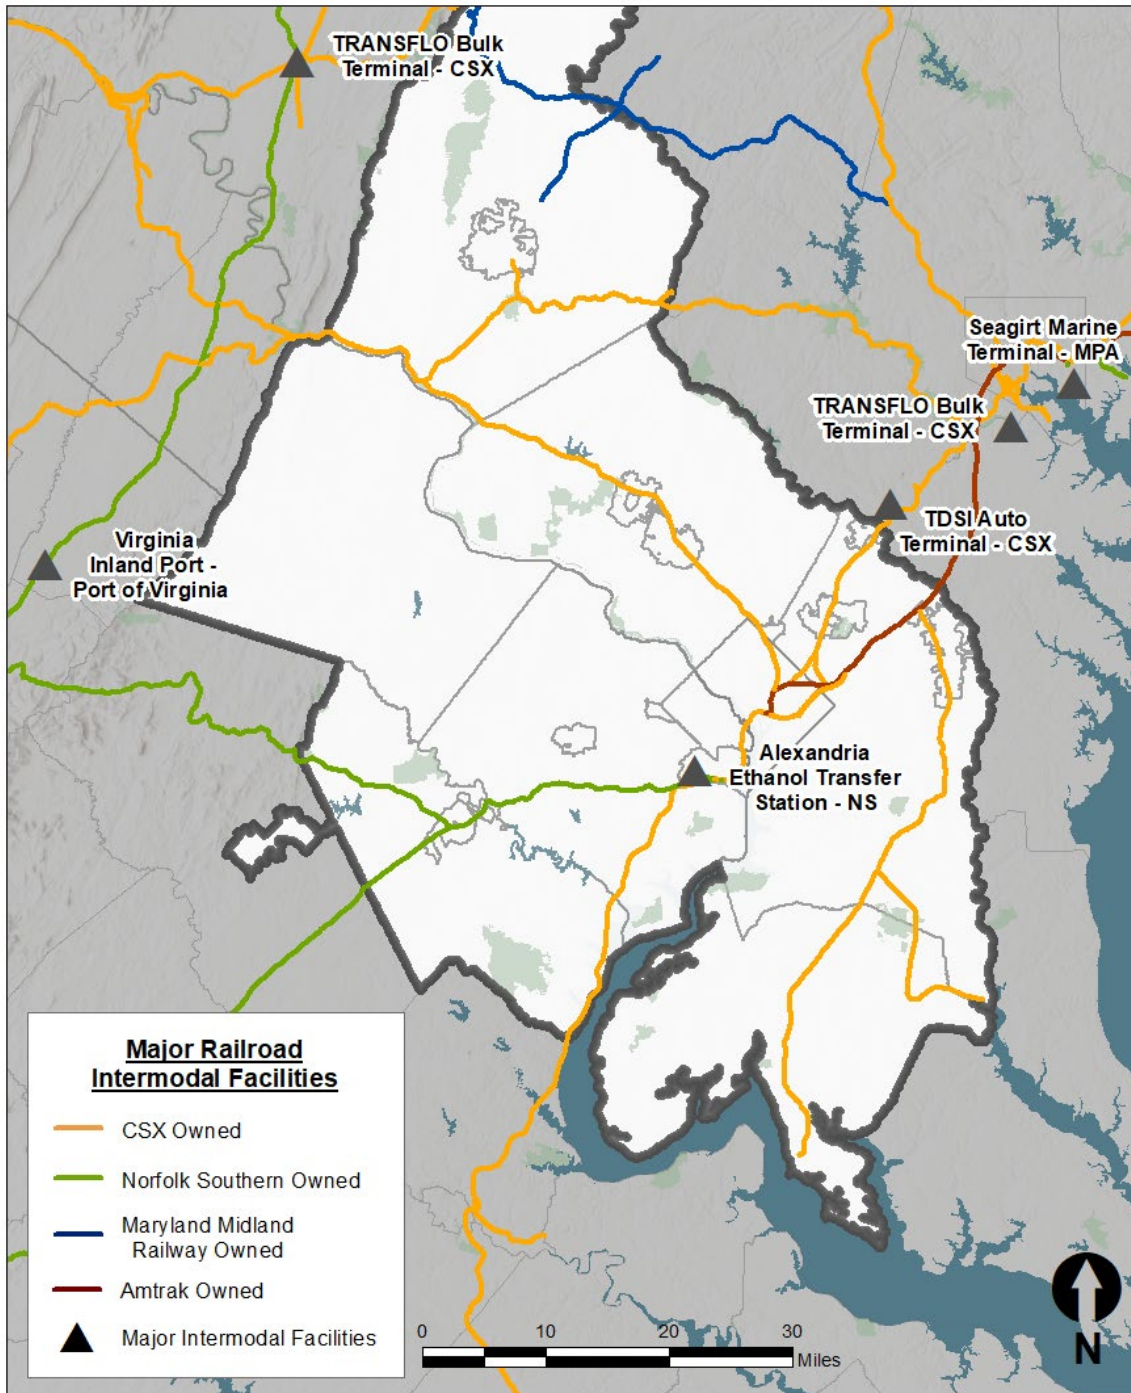 TRANSFLO Bulk
Terminal - CSX
Seagirt Marine
Terminal - MPA
TRANSFLO Bulk
Terminal - CSX
TDSI Auto
Terminal - CSX
Virginia
Inland Port -
Port of Virginia
Alexandria
Ethanol Transfer
Station - NS
Major Railroad
Intermodal Facilities
CSX Owned
Norfolk Southern Owned
Maryland Midland
Railway Owned
Amtrak Owned
Major Intermodal Facilities
0 10 20 30
Miles
N